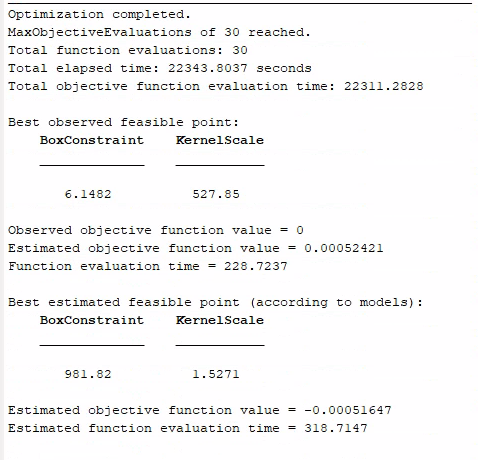 Optimization completed.
MaxObjectiveEvaluations of 30 reached.
Total function evaluations: 30
Total elapsed time: 22343.8037 seconds
Total objective function evaluation time: 22311.2828
Best observed feasible point:
BoxConstraint KernelScale
6.1482 527.85
Observed objective function value = 0
Estimated objective function value = 0.00052421
Function evaluation time = 228.7237
Best estimated feasible point (according to models):
BoxConstraint KernelScale
981.82 1.5271
Estimated objective function value = -0.00051647
Estimated function evaluation time = 318.7147